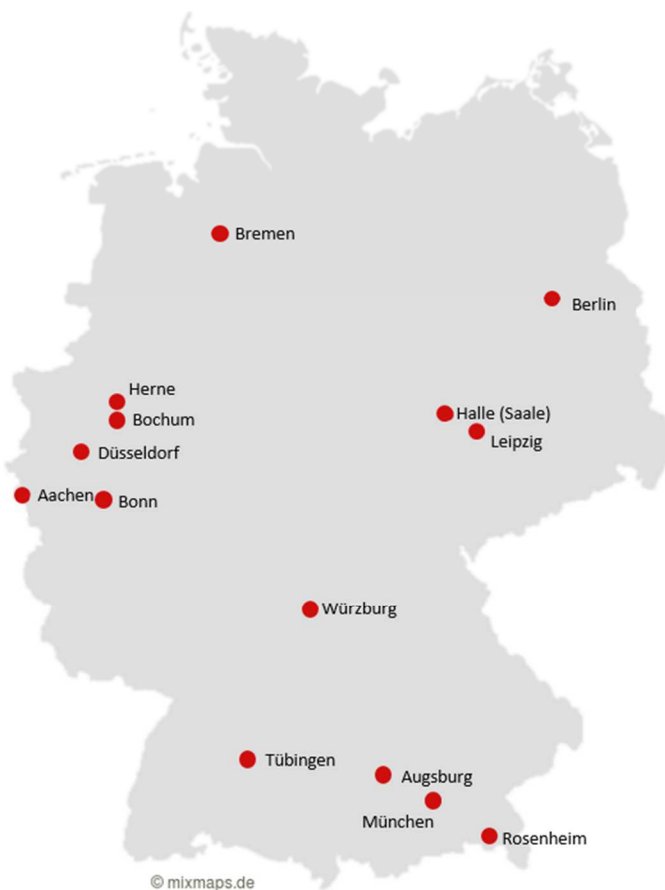 Bremen
Berlin
Herne
Bochum
Halle (Saale)
Leipzig
Düsseldorf
Aachen
Bonn
Würzburg
Tübingen
Augsburg
München
Rosenheim
© mixmaps.de